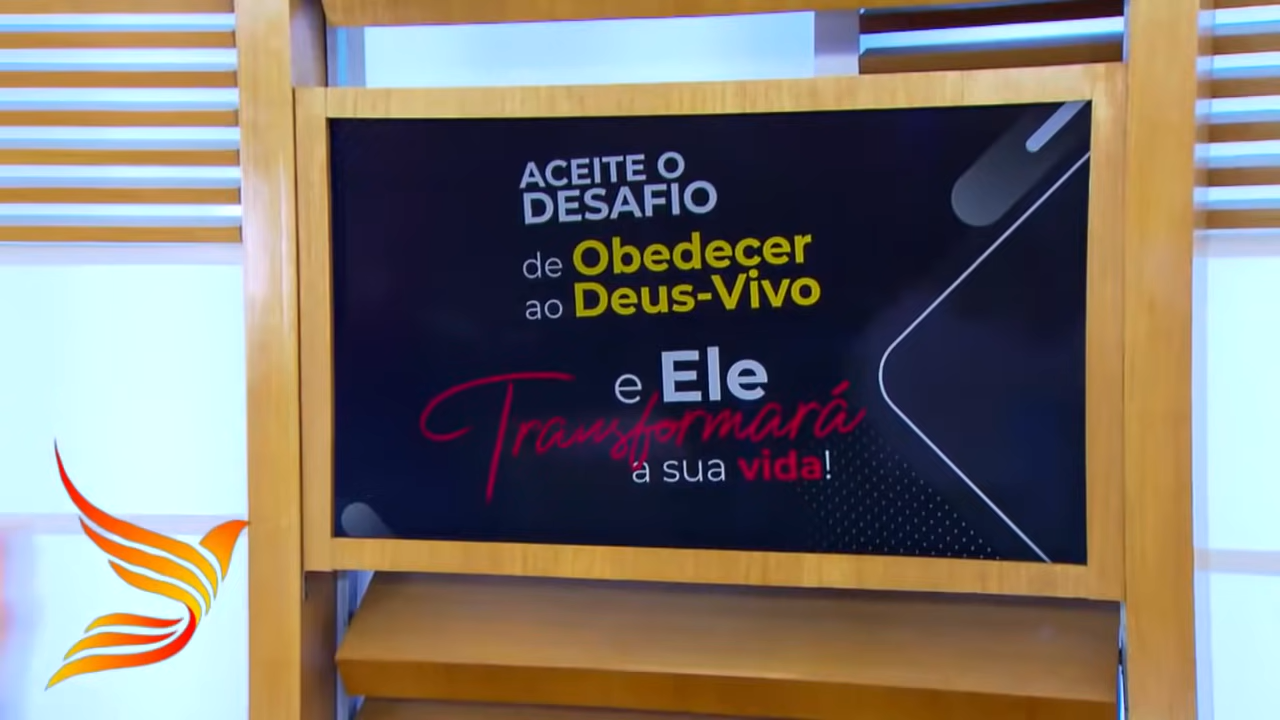 ACEITE O
DESAFIO
de Obedecer
ao Deus-Vivo
e Ele
Transformará
a sua vida!